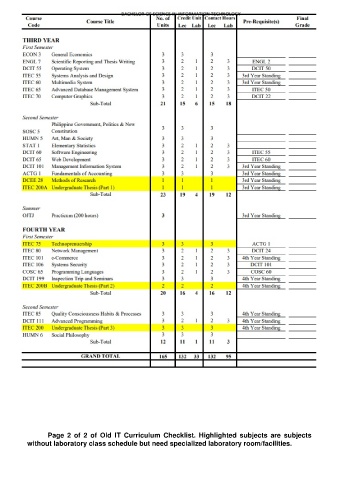 BACHELOR OF SCIENCE IN INFORMATION TECHNOLOGY
Course Code Course Title No. of Units Credit Unit Contact Hours Pre-Requisite(s) Final Grade
Lec Lab Lec Lab
THIRD YEAR
First Semester
ECON 3 General Economics 3 3 3
ENGL 7 Scientific Reporting and Thesis Writing 3 2 1 2 3 ENGL 2
DCIT 55 Operating System 3 2 1 2 3 DCIT 50
ITEC 55 Systems Analysis and Design 3 2 1 2 3 3rd Year Standing
ITEC 60 Multimedia System 3 2 1 2 3 3rd Year Standing
ITEC 65 Advanced Database Management System 3 2 1 2 3 ITEC 50
ITEC 70 Computer Graphics 3 2 1 2 3 DCIT 22
Sub-Total 21 15 6 15 18
Second Semester
SOSC 5 Philippine Government, Politics & New Constitution 3 3 3
HUMN 5 Art, Man & Society 3 3 3
STAT 1 Elementary Statistics 3 2 1 2 3
DCIT 60 Software Engineering 3 2 1 2 3 ITEC 55
DCIT 65 Web Development 3 2 1 2 3 ITEC 60
DCIT 101 Management Information System 3 2 1 2 3 3rd Year Standing
ACTG 1 Fundamentals of Accounting 3 3 3 3rd Year Standing
Methods of Research 1 1 1 3rd Year Standing
ITEC 200A Undergraduate Thesis (Part 1) 1 1 1 3rd Year Standing
Sub-Total 23 19 4 19 12
Summer
OJT Practicum (200 hours) 3 3rd Year Standing
FOURTH YEAR
First Semester
ITEC 75 Technopreneurship 3 3 3 ACTG 1
ITEC 80 Network Management 3 2 1 2 3 DCIT 24
ITEC 101 e-Commerce 3 2 1 2 3 4th Year Standing
ITEC 106 Systems Security 3 2 1 2 3 DCIT 101
COSC 65 Programming Languages 3 2 1 2 3 COSC 60
DCIT 199 Inspection Trip and Seminars 3 3 3 4th Year Standing
ITEC 200B Undergraduate Thesis (Part 2) 2 2 2 4th Year Standing
Sub-Total 20 16 4 16 12
Second Semester
ITEC 85 Quality Consciousness Habits & Processes 3 3 3 4th Year Standing
DCIT 111 Advanced Programming 3 2 1 2 3 4th Year Standing
ITEC 200 Undergraduate Thesis (Part 3) 3 3 3 4th Year Standing
HUMN 6 Social Philosophy 3 3 3
Sub-Total 12 11 1 11 3
GRAND TOTAL 165 132 33 132 99
Page 2 of 2 of Old IT Curriculum Checklist. Highlighted subjects are subjects
without laboratory class schedule but need specialized laboratory room/facilities.